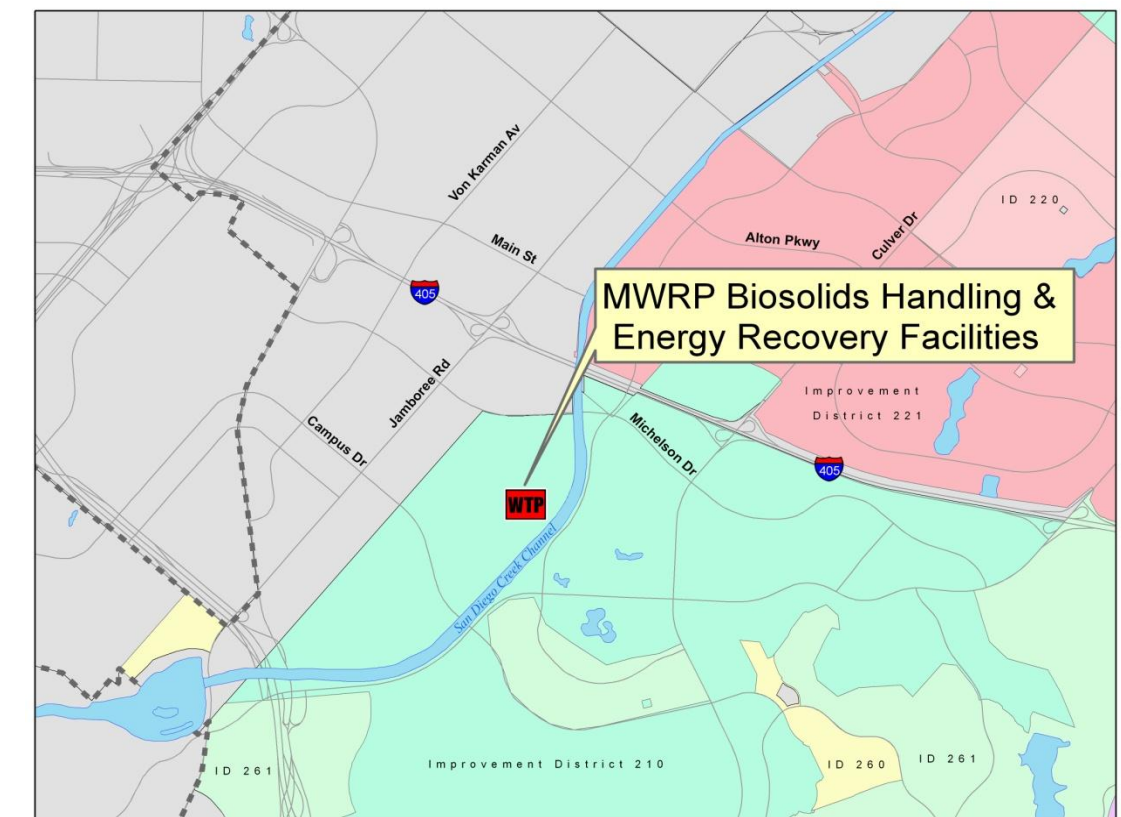 Von Karman Av
ID 220
Main St
Alton Pkwy
Culver Dr
405
MWRP Biosolids Handling &
Energy Recovery Facilities
Jamboree Rd
Improvement
District 221
Campus Dr
Michelson Dr
405
WTP
San Diego Creek Channel
ID 261
Improvement District 210
ID 260
ID 261